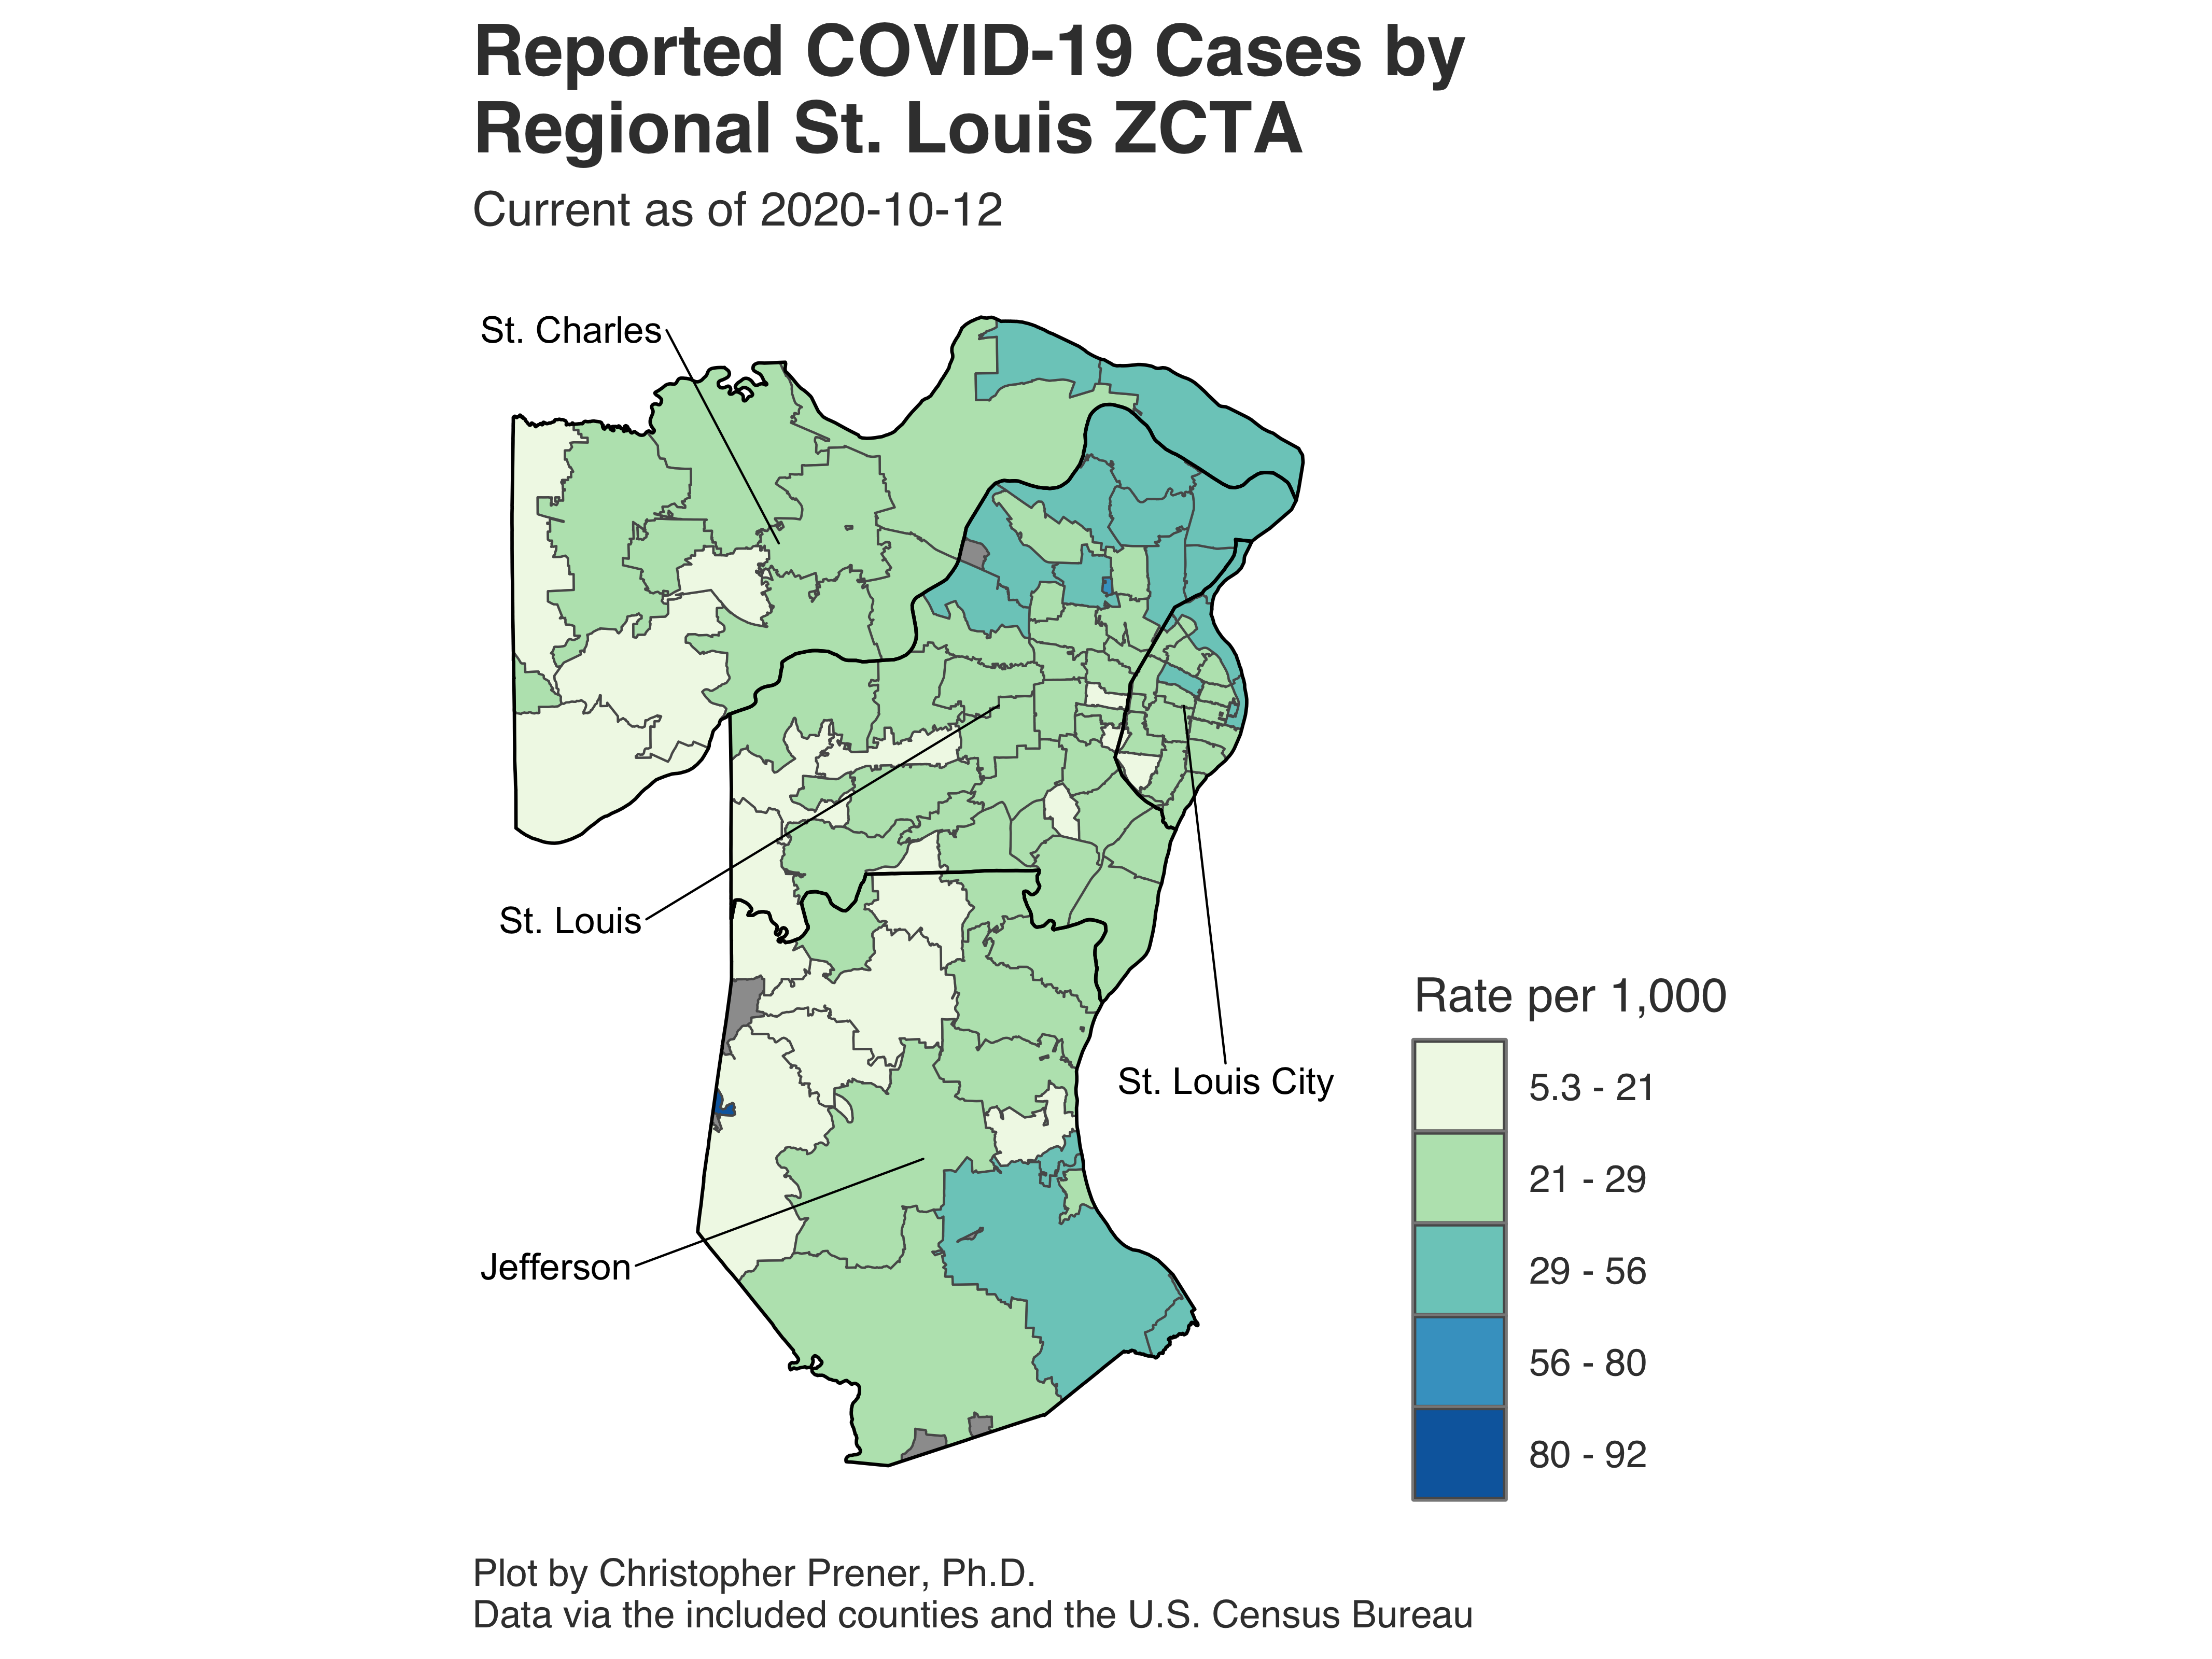 Reported COVID-19 Cases by
Regional St. Louis ZCTA
Current as of 2020-10-12
St. Charles
St. Louis
St. Louis City
Jefferson
Rate per 1,000
5.3 - 21
21 - 29
29 - 56
56 - 80
80 - 92
Plot by Christopher Prener, Ph.D.
Data via the included counties and the U.S. Census Bureau